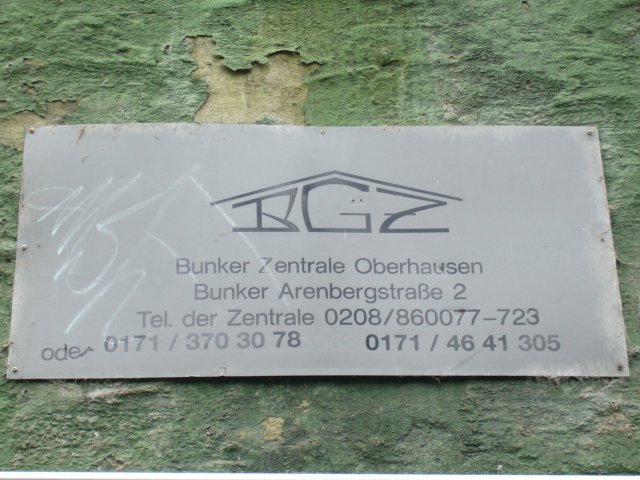 BGZ
Bunker Zentrale Oberhausen
Bunker Arenbergstraße 2
Tel. der Zentrale 0208/860077-723
oder 0171 / 370 30 78 0171 / 46 41 305